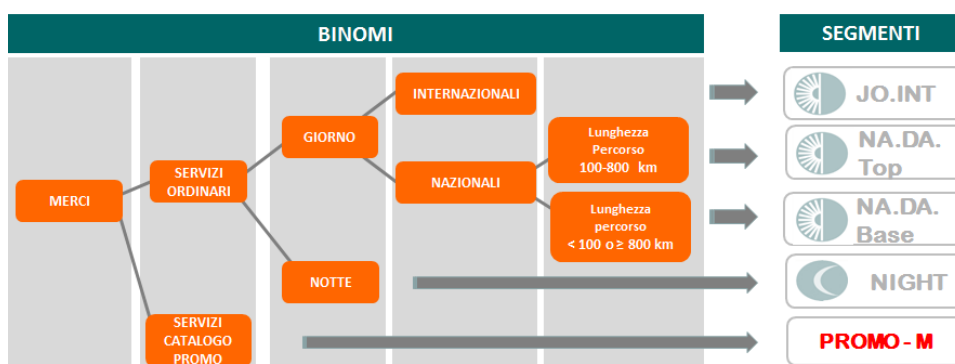 BINOMI
SEGMENTI
INTERNAZIONALI
JO.INT
GIORNO
Lunghezza
Percorso
100-800 km
NA.DA.
Top
SERVIZI
ORDINARI
NAZIONALI
MERCI
Lunghezza
percorso
< 100 o ≥ 800 km
NA.DA.
Base
NOTTE
NIGHT
SERVIZI
CATALOGO
PROMO
PROMO - M